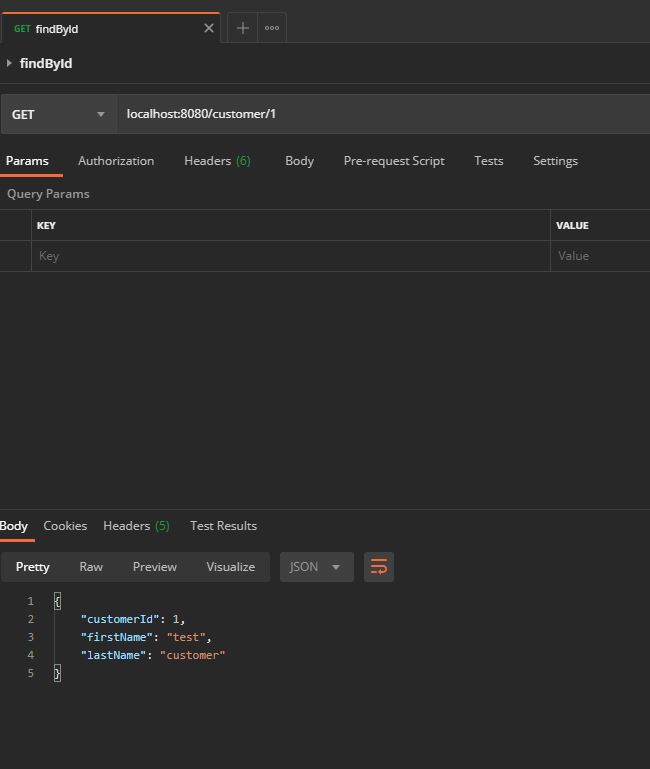 GET findById
findById
GET localhost:8080/customer/1
Params Authorization Headers (6) Body Pre-request Script Tests Settings
Query Params
KEY VALUE
Key Value
Body Cookies Headers (5) Test Results
Pretty Raw Preview Visualize JSON
1 {
2 "customerId": 1,
3 "firstName": "test",
4 "lastName": "customer"
5 }